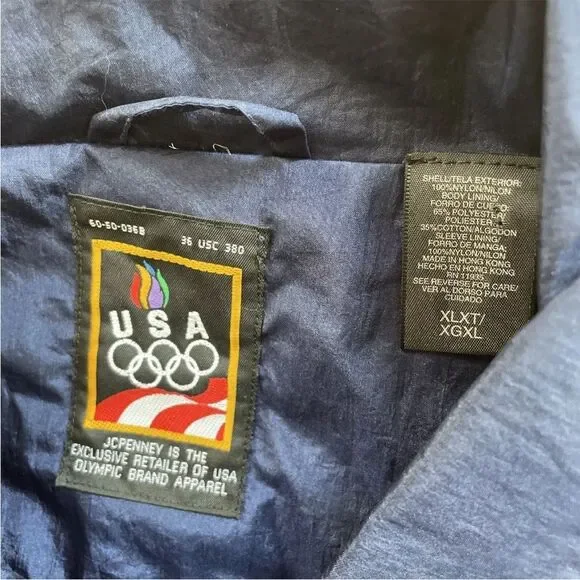 60-50-0368
36 USC 380
USA
JCPENNEY IS THE
EXCLUSIVE RETAILER OF USA
OLYMPIC BRAND APPAREL
SHELL/TELA EXTERIOR:
100%NYLON/NILON
BODY LINING/
FORRO DE CUERPO
65% POLYESTER/
POLIESTER
35%COTTON/ALGODON
SLEEVE LINING/
FORRO DE MANGA:
100%NYLON/NILON
MADE IN HONG KONG
HECHO EN HONG KONG
RN 11935
SEE REVERSE FOR CARE/
VER AL DORSO PARA
CUIDADO
XLXT/
XGXL